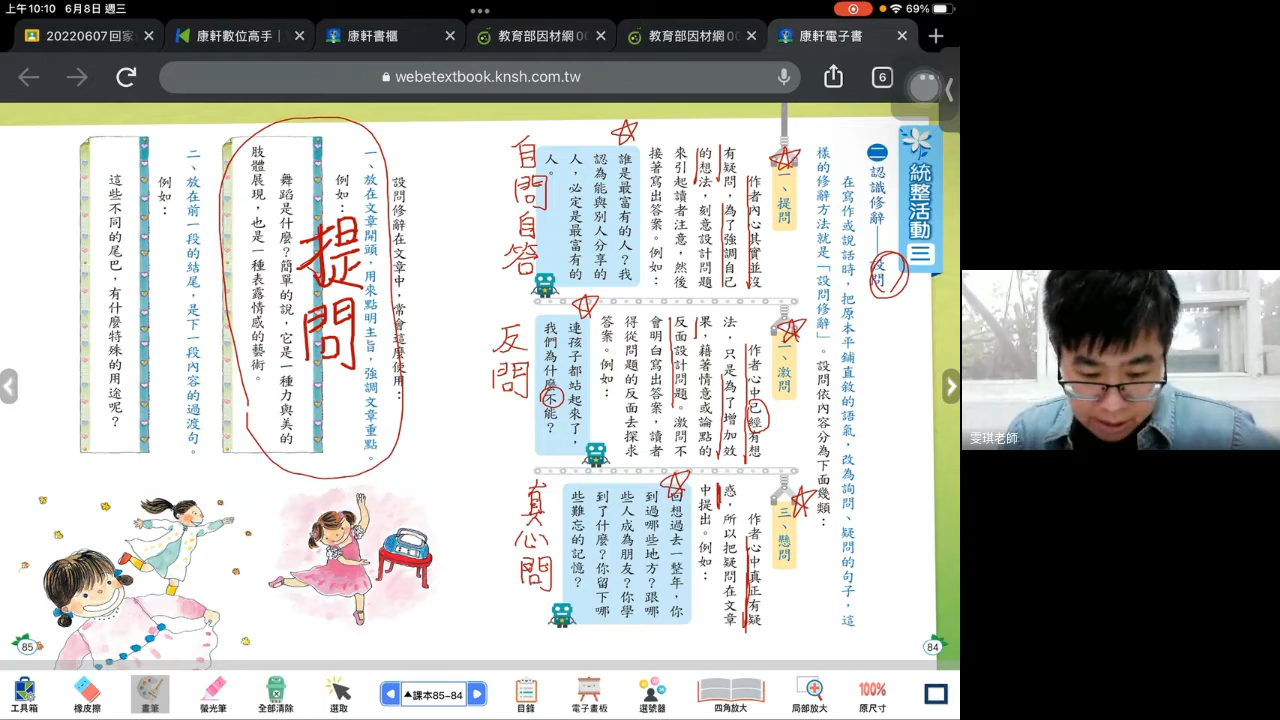 上午10:10 6月8日 週三
69%
20220607回家
康軒數位高手
康軒書櫃
教育部因材網 00
教育部因材網 00
康軒電子書
webetextbook.knsh.com.tw
6
統整活動
三
二 認識修辭——設問
在寫作或說話時,把原本平鋪直敘的語氣,改為詢問、疑問的句子,這
樣的修辭方法就是「設問修辭」。設問依內容分為下面幾類:
一、提問
作者內心其實並沒
有疑問,為了強調自己
的想法,刻意設計問題
來引起讀者注意,然後
接著寫出答案。例如:
誰是最富有的人?我
認為能與別人分享的
人,必定是最富有的
人。
自問自答
二、激問
作者心中已經有想
法,只是為了增加效
果,藉著情意或論點的
反面設計問題。激問不
會明白寫出答案,讀者
得從問題的反面去探求
答案。例如:
連孩子都站起來了,
我們為什麼不能?
反問
三、懸問
作者心中真正有疑
惑,所以把疑問在文章
中提出。例如:
回想過去一整年,你
到過哪些地方?跟哪
些人成為朋友?你學
到了什麼?你留下哪
些難忘的記憶?
真心問
設問修辭在文章中,常會這麼使用:
一、放在文章開頭,用來點明主旨,強調文章重點。
例如:
提問
舞蹈是什麼?簡單的說,它是一種力與美的
肢體展現,也是一種表露情感的藝術。
二、放在前一段的結尾,是下一段內容的過渡句。
例如:
這些不同的尾巴,有什麼特殊的用途呢?
85
84
雯琪老師
工具箱
橡皮擦
畫筆
螢光筆
全部清除
選取
▲課本85-84
目錄
電子畫板
選號器
四角放大
局部放大
100%
原尺寸